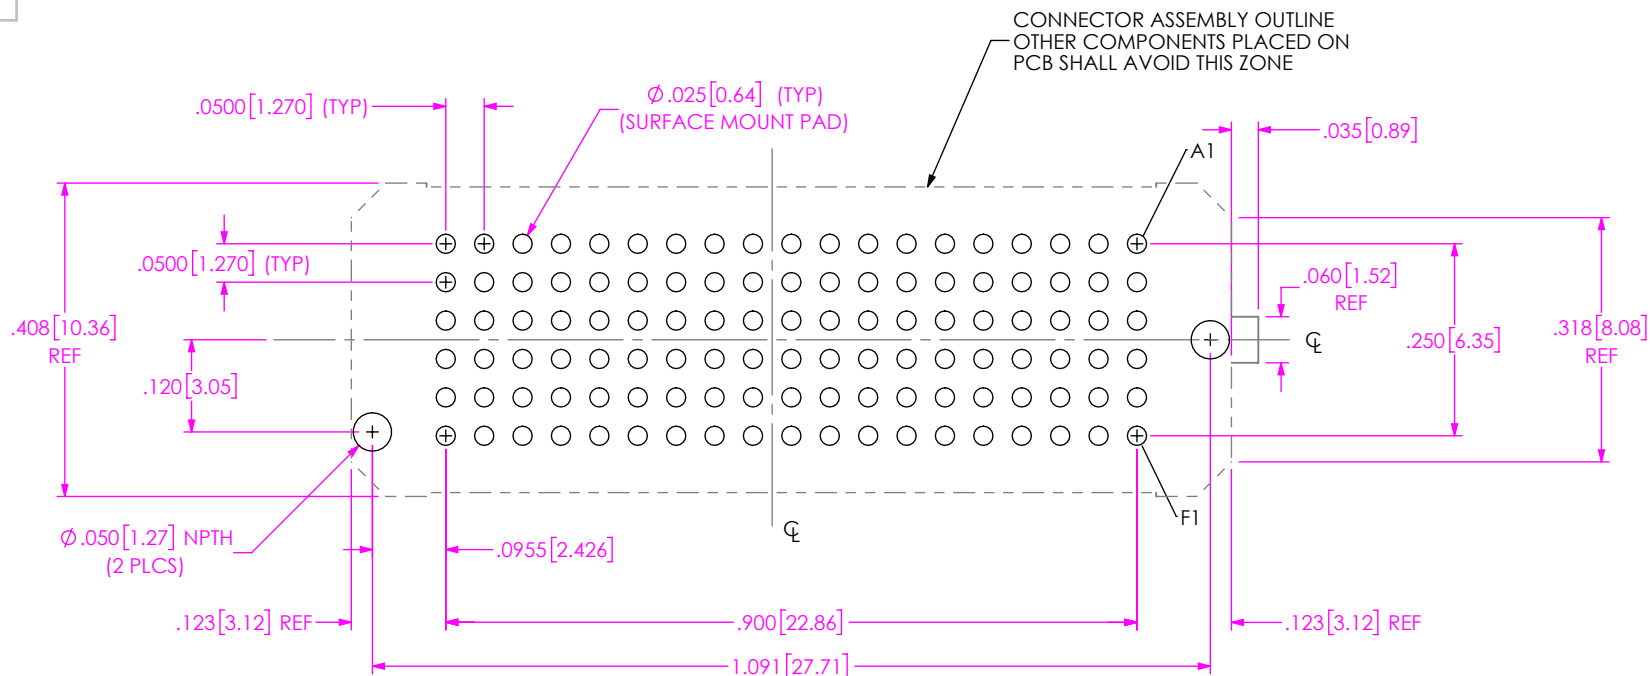 CONNECTOR ASSEMBLY OUTLINE
OTHER COMPONENTS PLACED ON
PCB SHALL AVOID THIS ZONE
.0500[1.270] (TYP)
Ø.025[0.64] (TYP)
(SURFACE MOUNT PAD)
.035[0.89]
A1
.0500[1.270] (TYP)
.060[1.52]
REF
.408[10.36]
REF
.250[6.35]
.318[8.08]
REF
℄
.120[3.05]
F1
℄
Ø.050[1.27] NPTH
(2 PLCS)
.0955[2.426]
.123[3.12] REF
.900[22.86]
.123[3.12] REF
1.091[27.71]